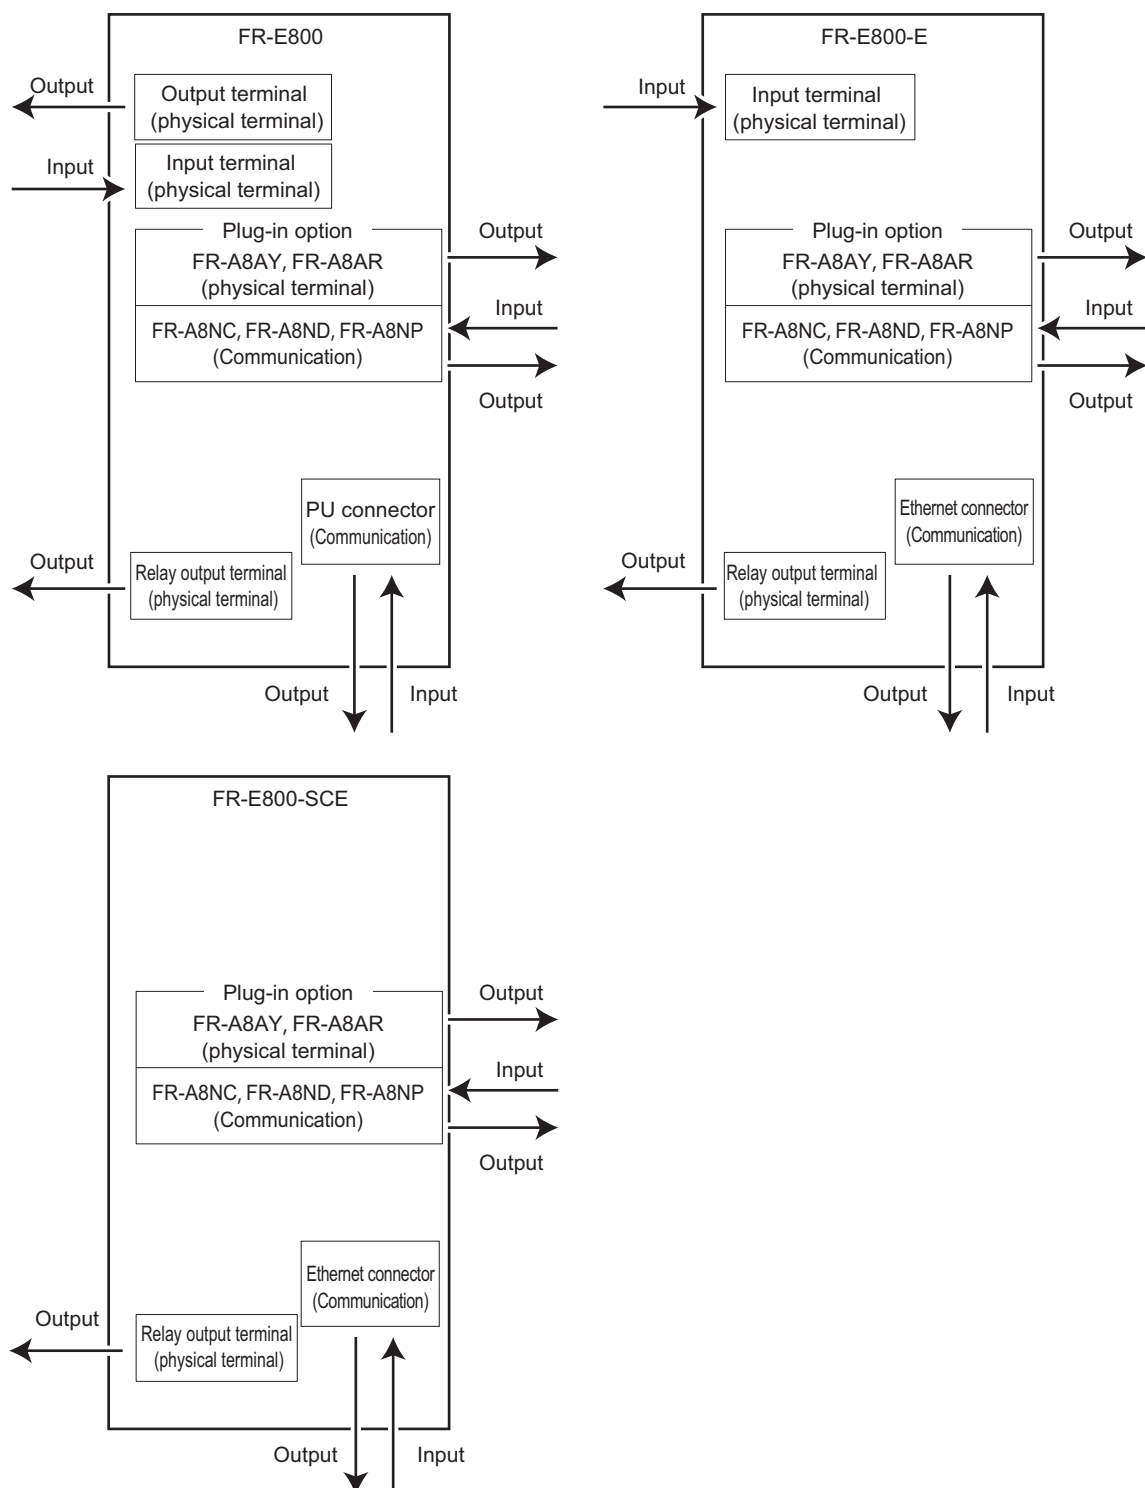 FR-E800
Output
Output terminal
(physical terminal)
Input
Input terminal
(physical terminal)
Plug-in option
FR-A8AY, FR-A8AR
(physical terminal)
Output
FR-A8NC, FR-A8ND, FR-A8NP
(Communication)
Input
Output
PU connector
(Communication)
Output
Relay output terminal
(physical terminal)
Output
Input
FR-E800-E
Input
Input terminal
(physical terminal)
Plug-in option
FR-A8AY, FR-A8AR
(physical terminal)
Output
FR-A8NC, FR-A8ND, FR-A8NP
(Communication)
Input
Output
Ethernet connector
(Communication)
Output
Relay output terminal
(physical terminal)
Output
Input
FR-E800-SCE
Plug-in option
FR-A8AY, FR-A8AR
(physical terminal)
Output
FR-A8NC, FR-A8ND, FR-A8NP
(Communication)
Input
Output
Ethernet connector
(Communication)
Output
Relay output terminal
(physical terminal)
Output
Input